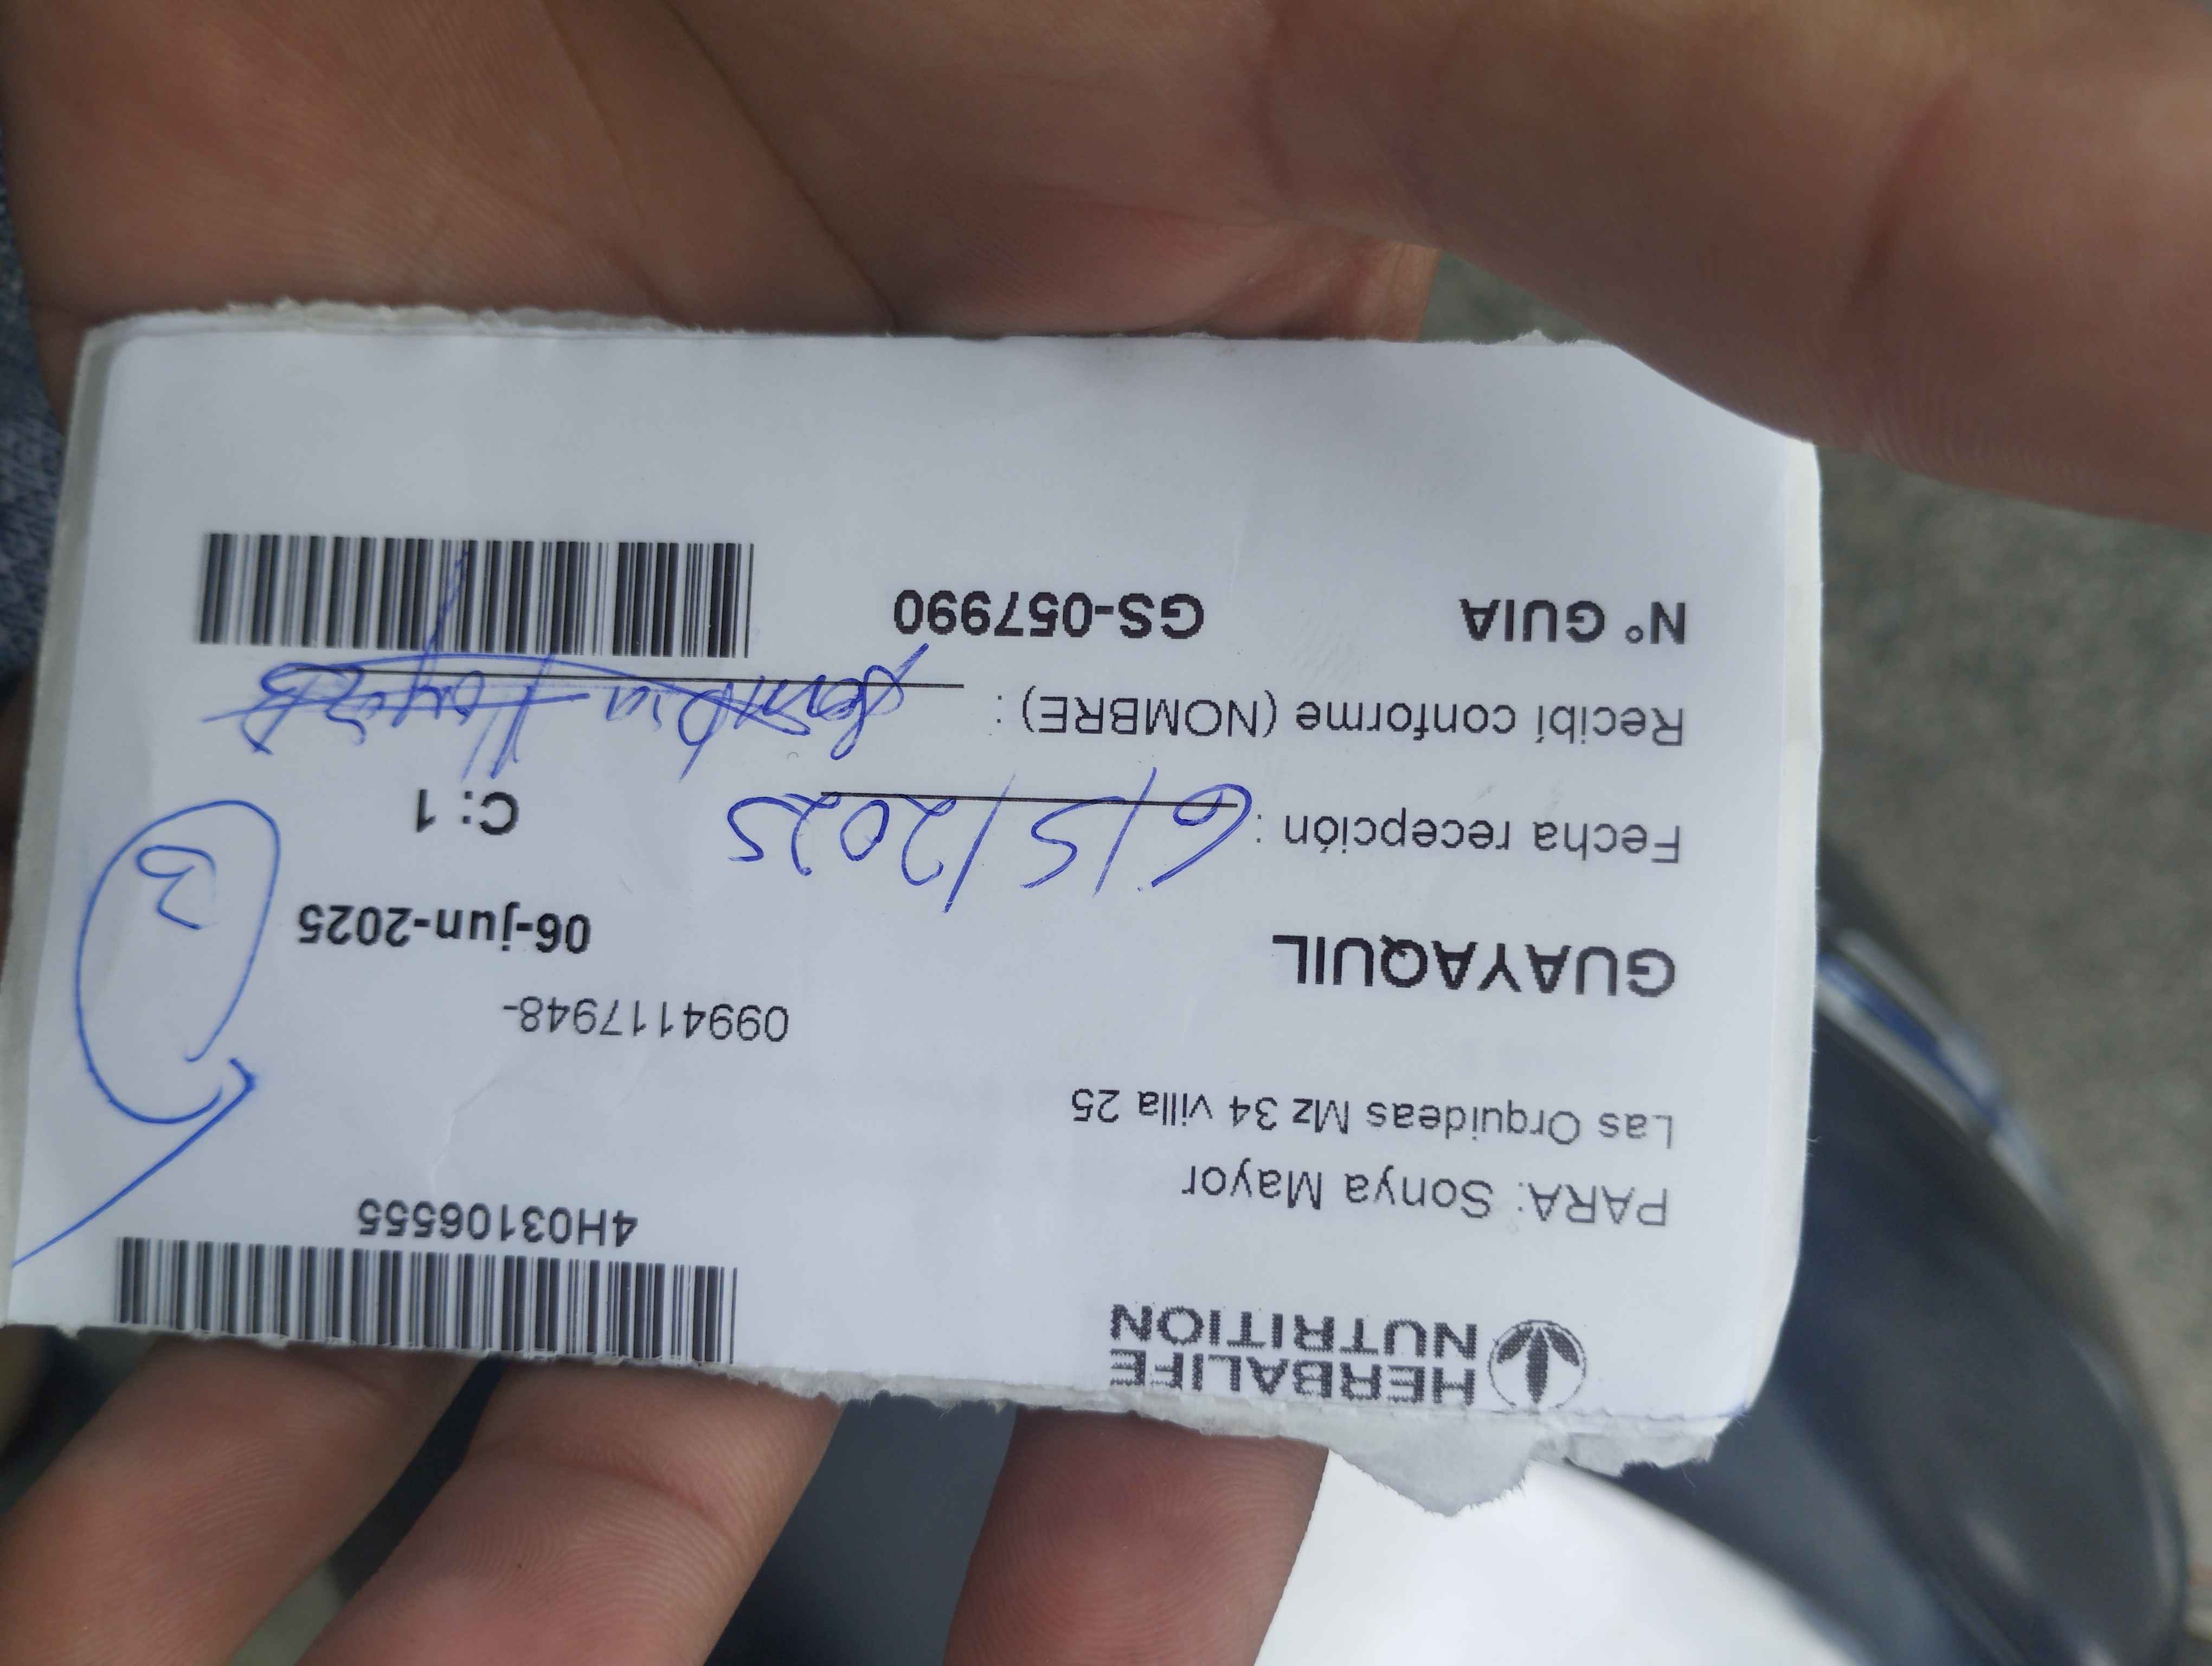 HERBALIFE
NUTRITION
4H03106555
PARA: Sonya Mayor
Las Orquideas Mz 34 villa 25
0994117948-
GUAYAQUIL
06-jun-2025
Fecha recepción : 6/5/2025
C: 1
3
Recibí conforme (NOMBRE) :
N° GUIA GS-057990